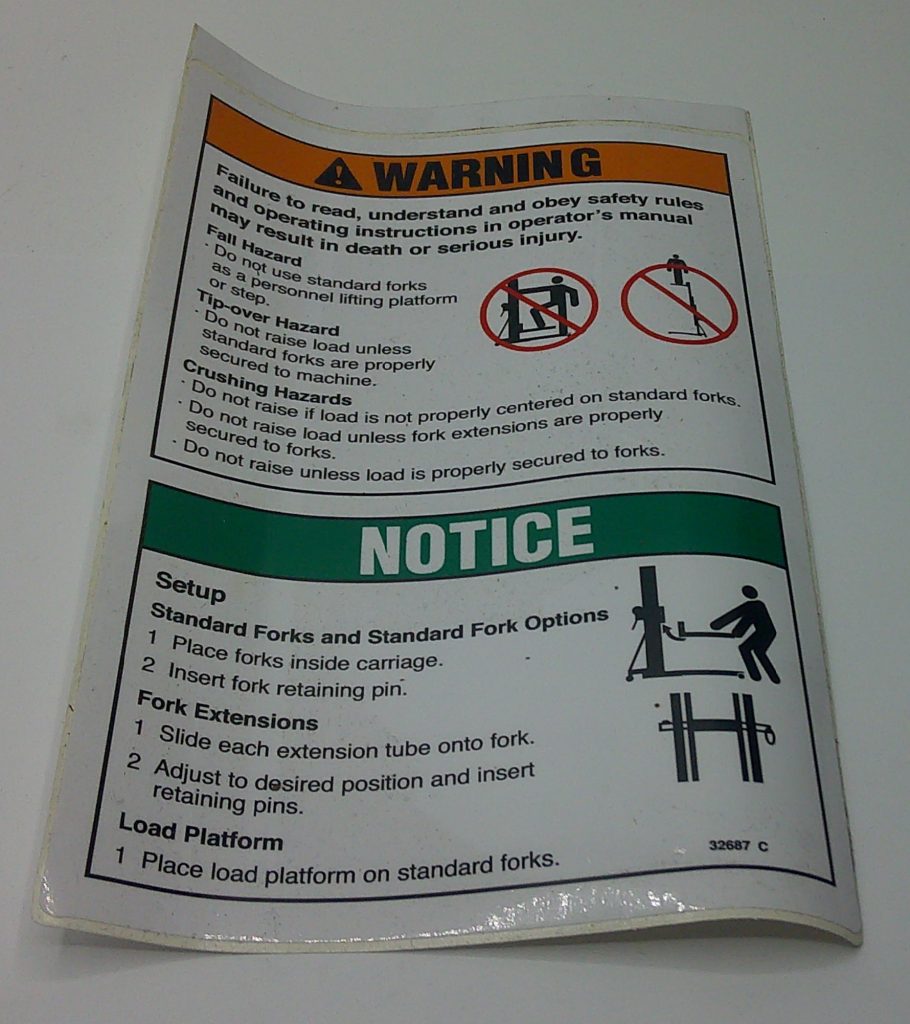 WARNING
Failure to read, understand and obey safety rules
and operating instructions in operator's manual
may result in death or serious injury.
Fall Hazard
· Do not use standard forks
as a personnel lifting platform
or step.
Tip-over Hazard
· Do not raise load unless
standard forks are properly
secured to machine.
Crushing Hazards
· Do not raise if load is not properly centered on standard forks.
· Do not raise load unless fork extensions are properly
secured to forks.
· Do not raise unless load is properly secured to forks.
NOTICE
Setup
Standard Forks and Standard Fork Options
1 Place forks inside carriage.
2 Insert fork retaining pin.
Fork Extensions
1 Slide each extension tube onto fork.
2 Adjust to desired position and insert
retaining pins.
Load Platform
1 Place load platform on standard forks.
32687 C